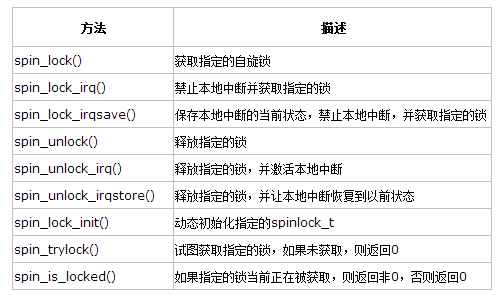 方法 描述
spin_lock() 获取指定的自旋锁
spin_lock_irq() 禁止本地中断并获取指定的锁
spin_lock_irqsave() 保存本地中断的当前状态，禁止本地中断，并获取指定的锁
spin_unlock() 释放指定的锁
spin_unlock_irq() 释放指定的锁，并激活本地中断
spin_unlock_irqstore() 释放指定的锁，并让本地中断恢复到以前状态
spin_lock_init() 动态初始化指定的spinlock_t
spin_trylock() 试图获取指定的锁，如果未获取，则返回0
spin_is_locked() 如果指定的锁当前正在被获取，则返回非0，否则返回0